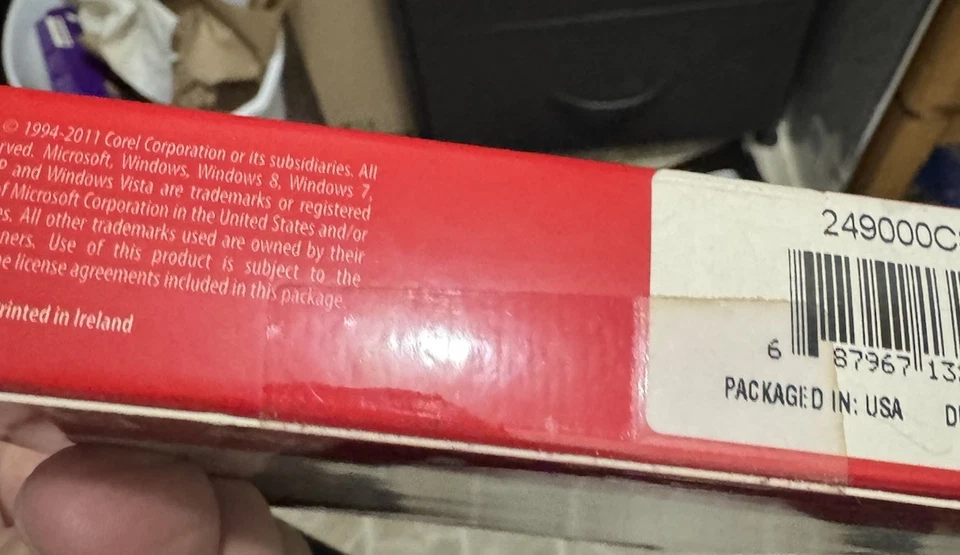 © 1994-2011 Corel Corporation or its subsidiaries. All
rved. Microsoft, Windows, Windows 8, Windows 7,
P and Windows Vista are trademarks or registered
of Microsoft Corporation in the United States and/or
es. All other trademarks used are owned by their
ners. Use of this product is subject to the
e license agreements included in this package.
rinted in Ireland
249000C
6 87967 13
PACKAGED IN: USA D